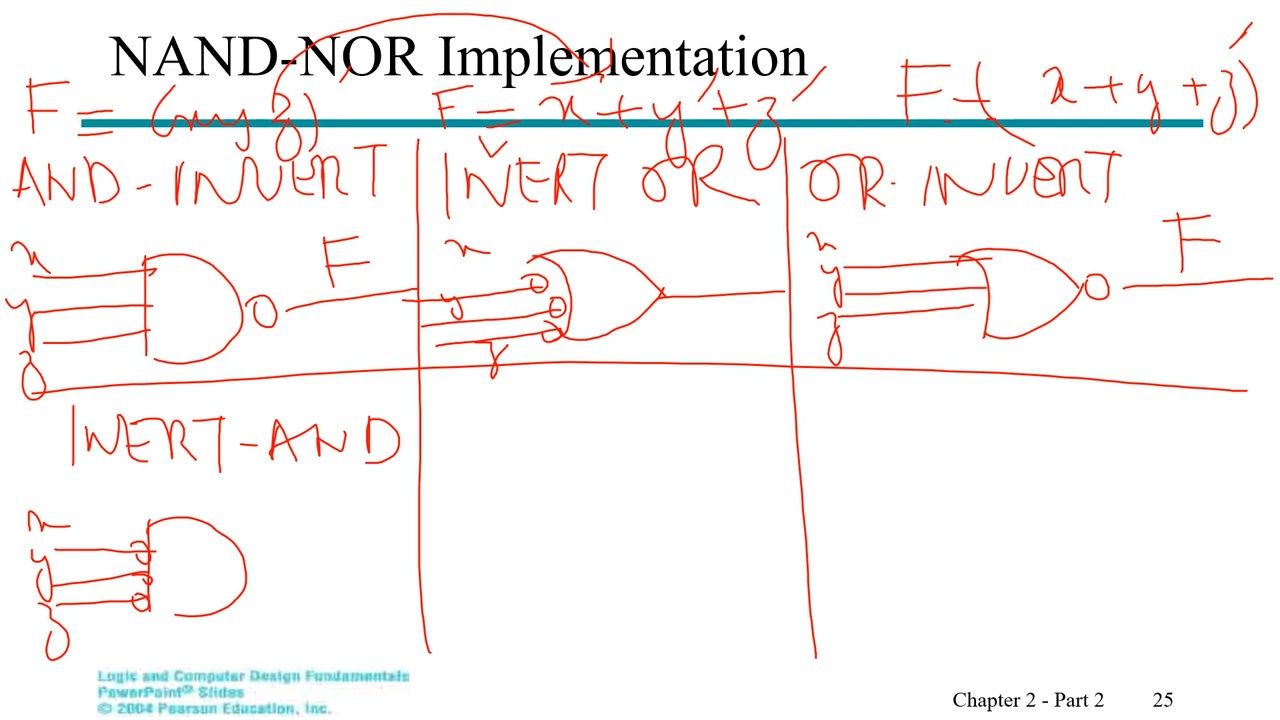 NAND-NOR Implementation
F = (xyz)'
F = x' + y' + z'
F = (x+y+z)'
AND-INVERT
INVERT OR
OR-INVERT
x
y
z
F
x
y
z
x
y
z
F
INERT-AND
x
y
z
Logic and Computer Design Fundamentals
PowerPoint® Slides
© 2004 Pearson Education, Inc.
Chapter 2 - Part 2 25